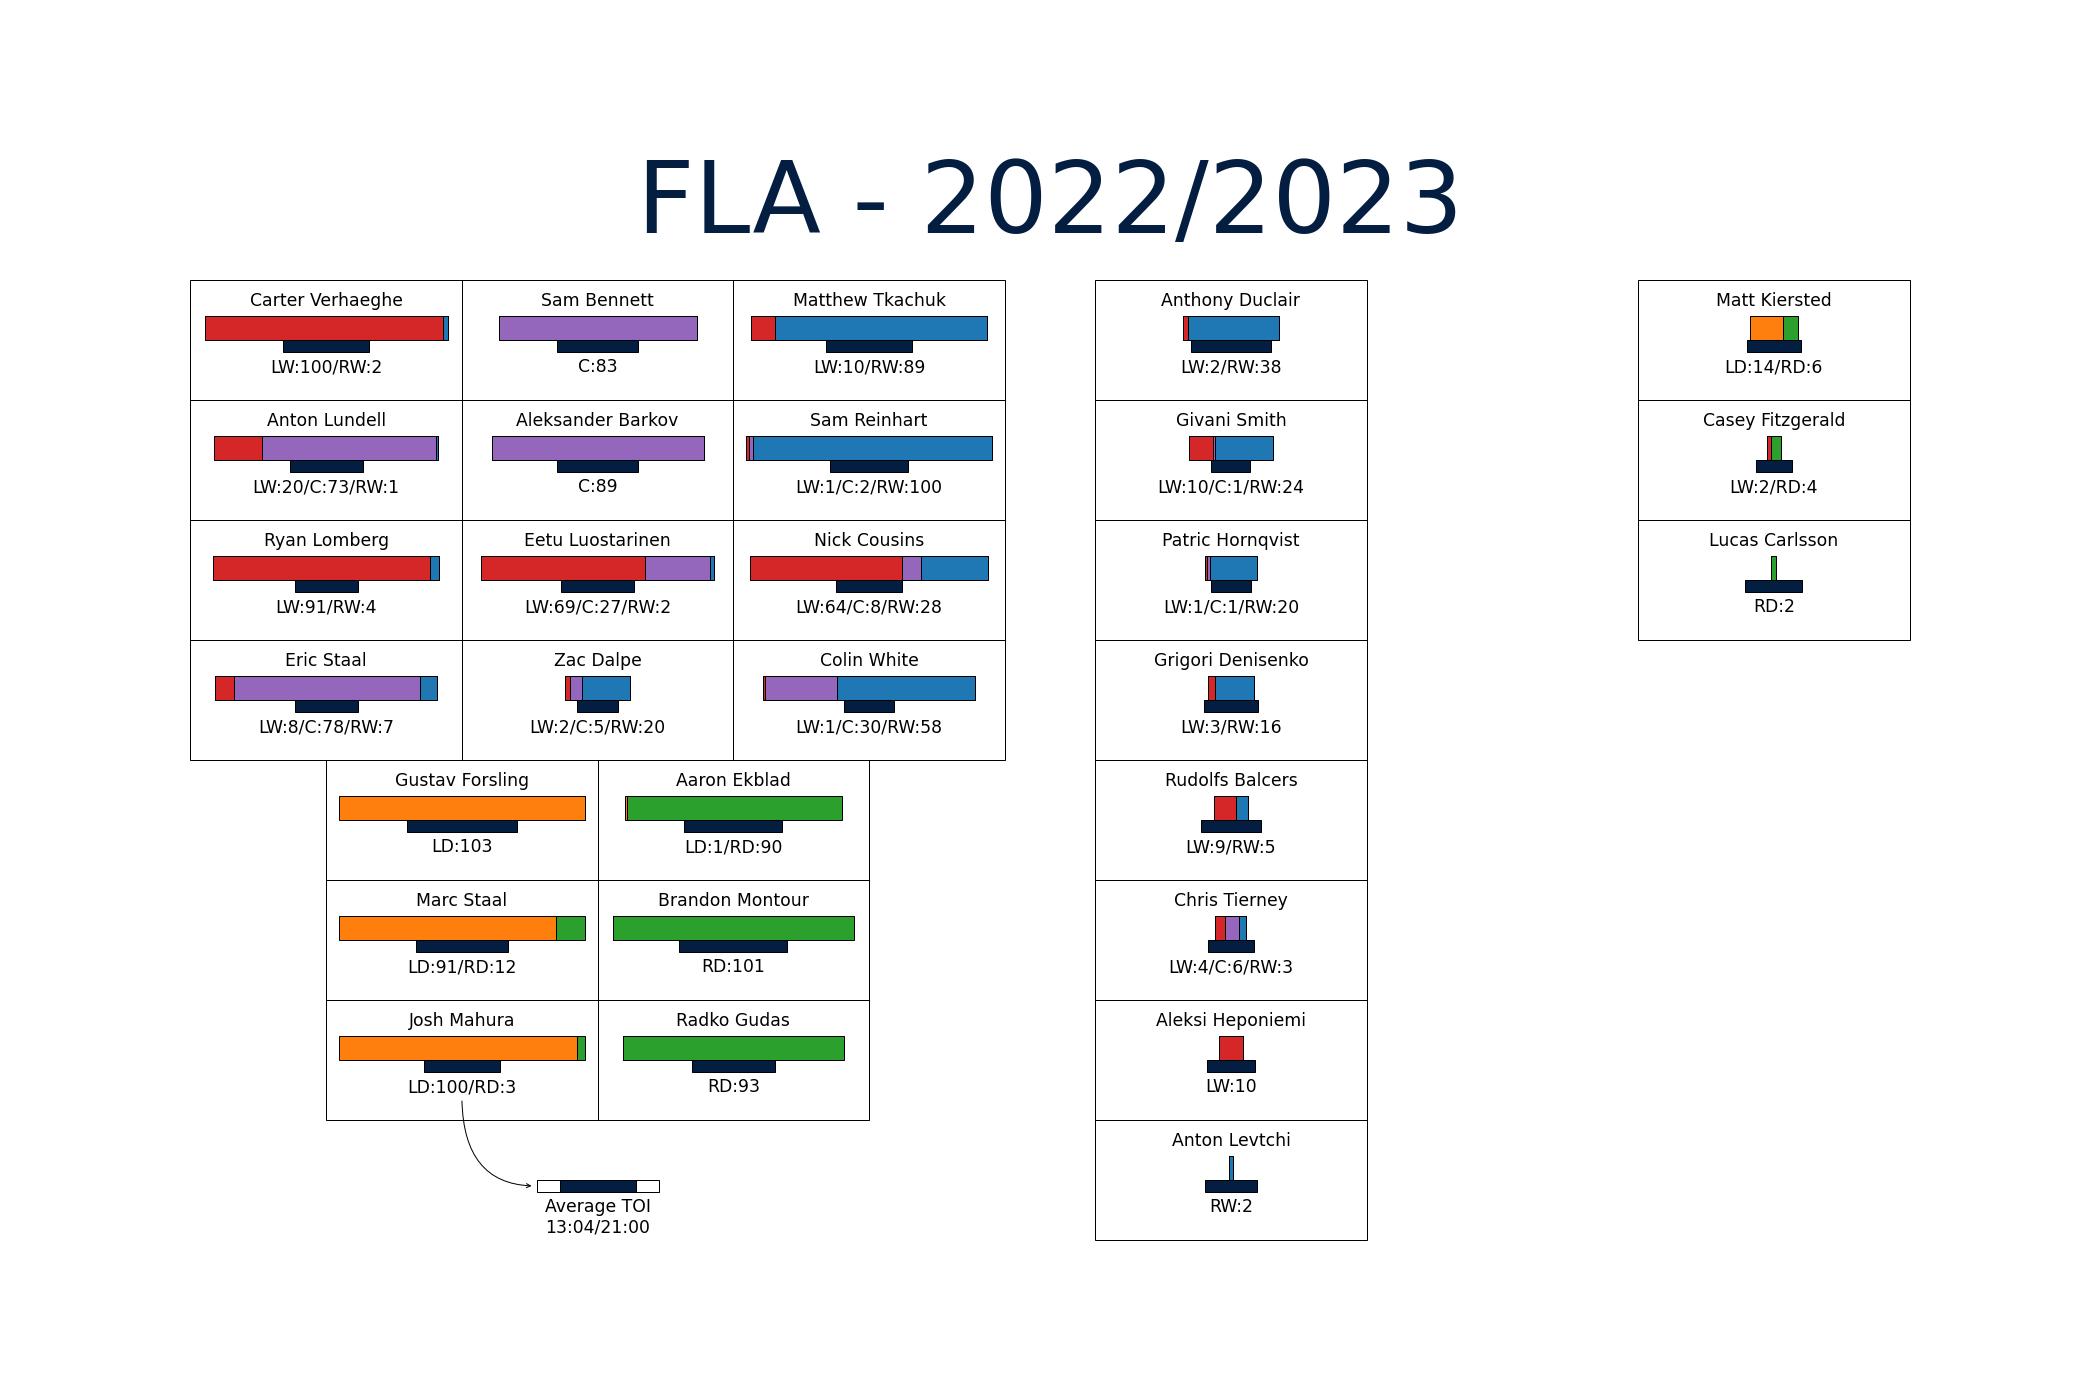 FLA - 2022/2023
Carter Verhaeghe
LW:100/RW:2
Sam Bennett
C:83
Matthew Tkachuk
LW:10/RW:89
Anton Lundell
LW:20/C:73/RW:1
Aleksander Barkov
C:89
Sam Reinhart
LW:1/C:2/RW:100
Ryan Lomberg
LW:91/RW:4
Eetu Luostarinen
LW:69/C:27/RW:2
Nick Cousins
LW:64/C:8/RW:28
Eric Staal
LW:8/C:78/RW:7
Zac Dalpe
LW:2/C:5/RW:20
Colin White
LW:1/C:30/RW:58
Gustav Forsling
LD:103
Aaron Ekblad
LD:1/RD:90
Marc Staal
LD:91/RD:12
Brandon Montour
RD:101
Josh Mahura
LD:100/RD:3
Radko Gudas
RD:93
Average TOI
13:04/21:00
Anthony Duclair
LW:2/RW:38
Givani Smith
LW:10/C:1/RW:24
Patric Hornqvist
LW:1/C:1/RW:20
Grigori Denisenko
LW:3/RW:16
Rudolfs Balcers
LW:9/RW:5
Chris Tierney
LW:4/C:6/RW:3
Aleksi Heponiemi
LW:10
Anton Levtchi
RW:2
Matt Kiersted
LD:14/RD:6
Casey Fitzgerald
LW:2/RD:4
Lucas Carlsson
RD:2